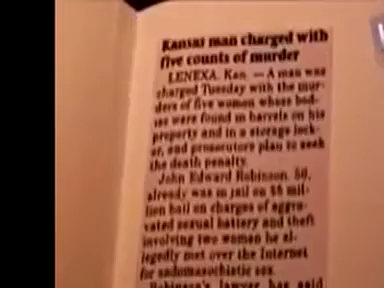 Kansas man charged with
five counts of murder
LENEXA, Kan. — A man was
charged Tuesday with the mur-
ders of five women whose bod-
ies were found in barrels on his
property and in a storage lock-
er, and prosecutors plan to seek
the death penalty.
John Edward Robinson, 56,
already was in jail on $5 mil-
lion bail on charges of aggra-
vated sexual battery and theft
involving two women he al-
legedly met over the Internet
for sadomasochistic sex.
Robinson's lawyer has said